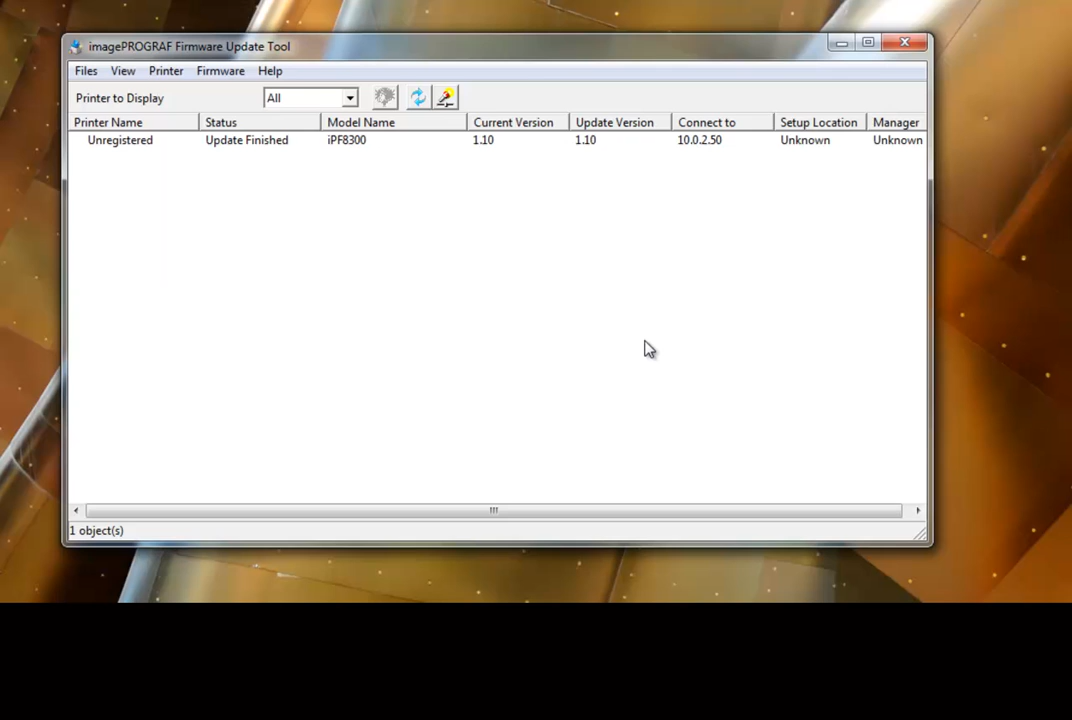 imagePROGRAF Firmware Update Tool
Files View Printer Firmware Help
Printer to Display All
Printer Name Status Model Name Current Version Update Version Connect to Setup Location Manager
Unregistered Update Finished iPF8300 1.10 1.10 10.0.2.50 Unknown Unknown
1 object(s)